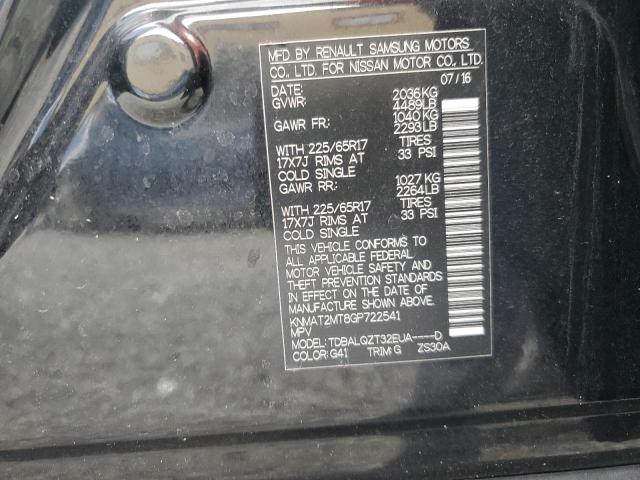 MFD BY RENAULT SAMSUNG MOTORS
CO., LTD. FOR NISSAN MOTOR CO., LTD.
DATE: 07/16
GVWR: 2036KG
4489LB
GAWR FR: 1040KG
2293LB
WITH 225/65R17 TIRES
17X7J RIMS AT 33 PSI
COLD SINGLE
GAWR RR: 1027 KG
2264LB
WITH 225/65R17 TIRES
17X7J RIMS AT 33 PSI
COLD SINGLE
THIS VEHICLE CONFORMS TO
ALL APPLICABLE FEDERAL
MOTOR VEHICLE SAFETY AND
THEFT PREVENTION STANDARDS
IN EFFECT ON THE DATE OF
MANUFACTURE SHOWN ABOVE.
KNMAT2MT8GP722541
MPV
MODEL: TDBALQZT32EUA----D
COLOR: G41 TRIM: G ZS30A